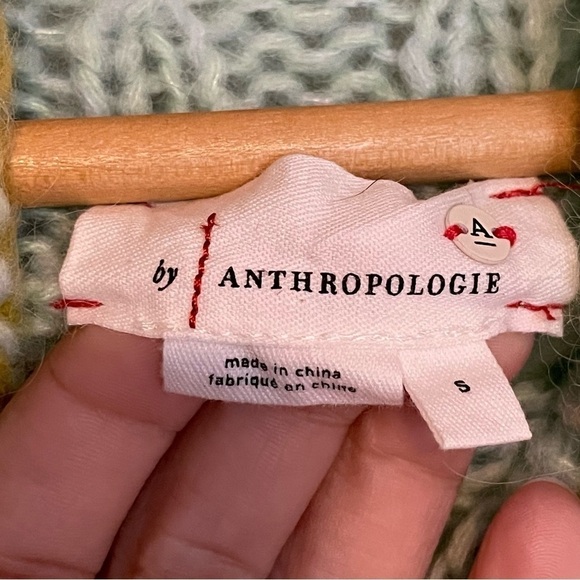 by ANTHROPOLOGIE
A
made in china
fabriqué en chine
S